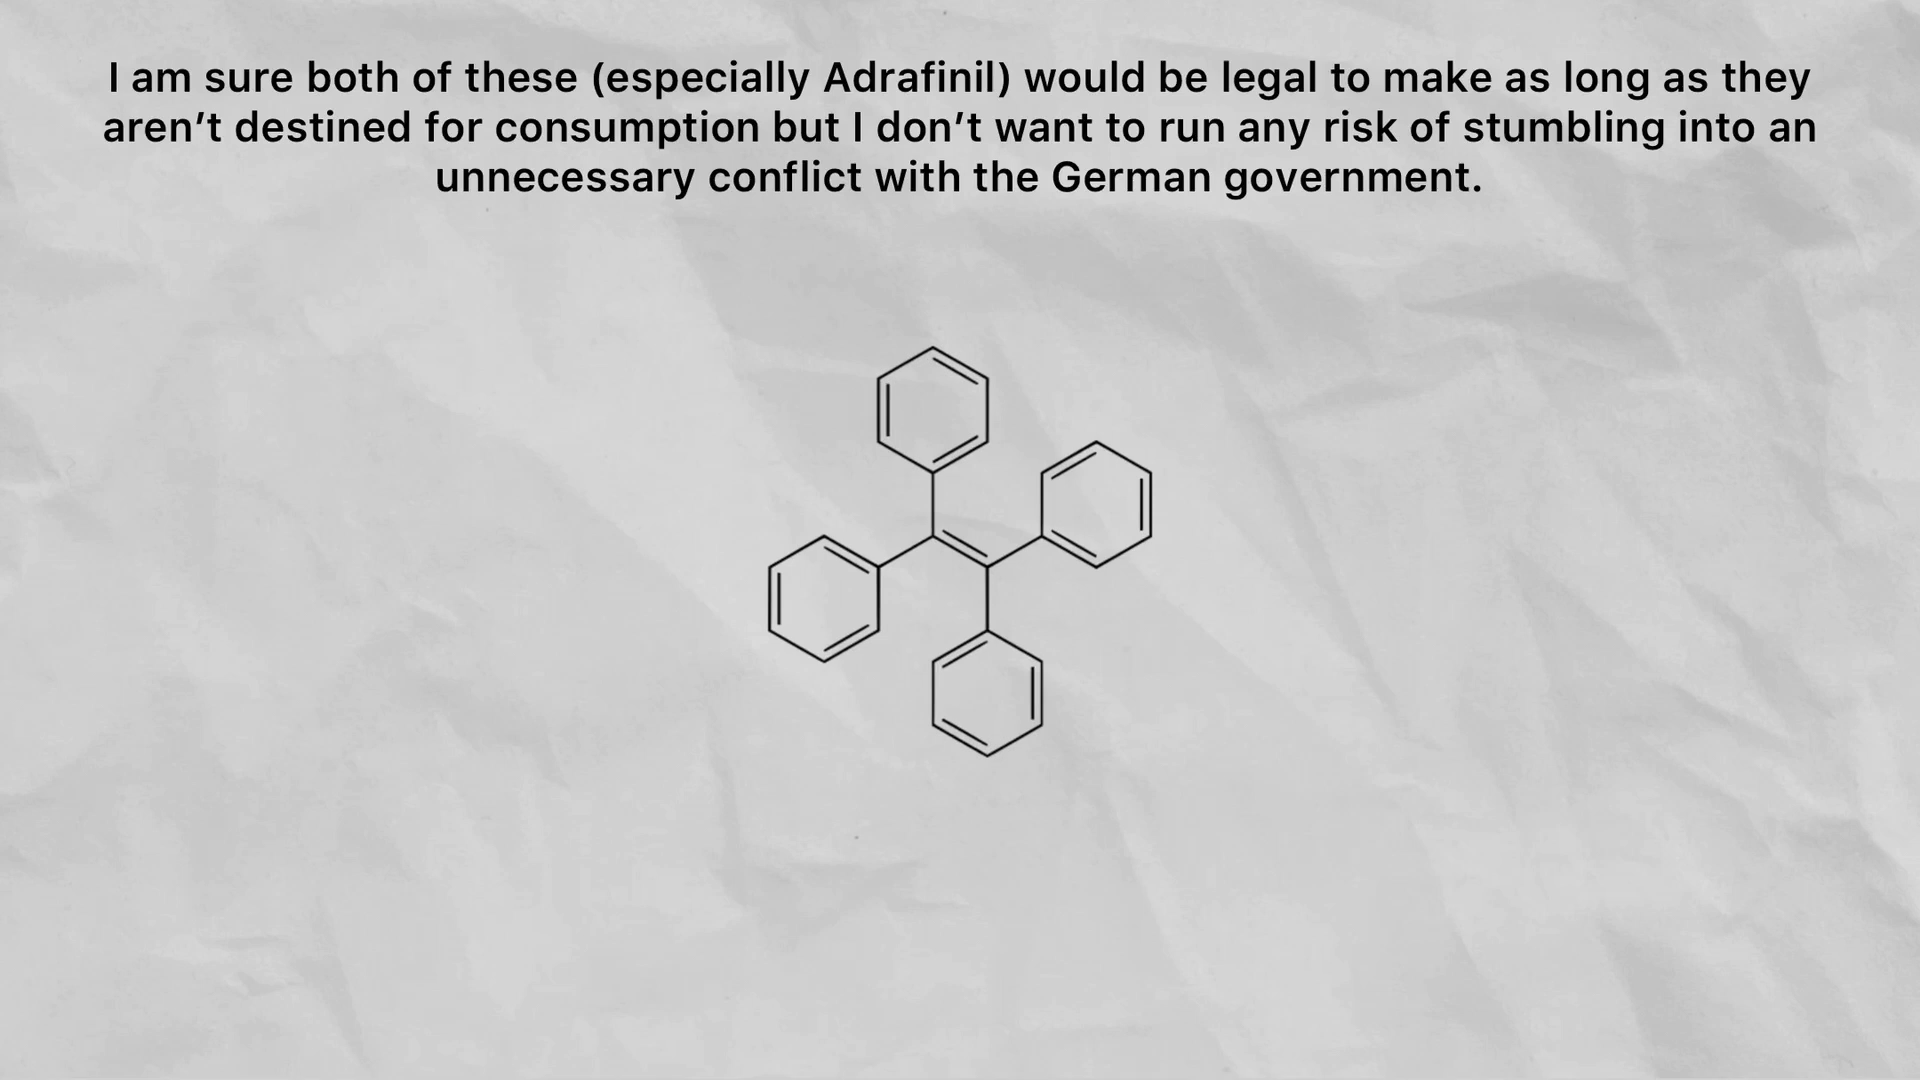 I am sure both of these (especially Adrafinil) would be legal to make as long as they
aren’t destined for consumption but I don’t want to run any risk of stumbling into an
unnecessary conflict with the German government.